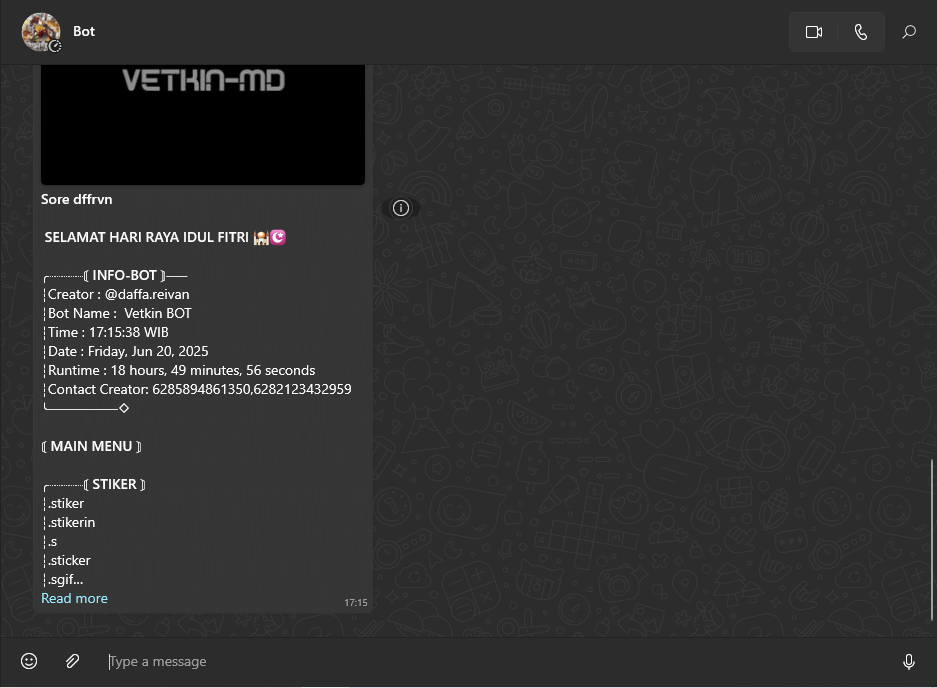 Bot
VETKIN-MD
Sore dffrvn
SELAMAT HARI RAYA IDUL FITRI 🕌☪️
╭┈┈┈┈⟬ INFO-BOT ⟭──
┊Creator : @daffa.reivan
┊Bot Name :  Vetkin BOT
┊Time : 17:15:38 WIB
┊Date : Friday, Jun 20, 2025
┊Runtime : 18 hours, 49 minutes, 56 seconds
┊Contact Creator: 6285894861350,6282123432959
╰───────◇
⟬ MAIN MENU ⟭
╭┈┈┈┈⟬ STIKER ⟭
┊.stiker
┊.stikerin
┊.s
┊.sticker
┊.sgif...
Read more
17:15
Type a message